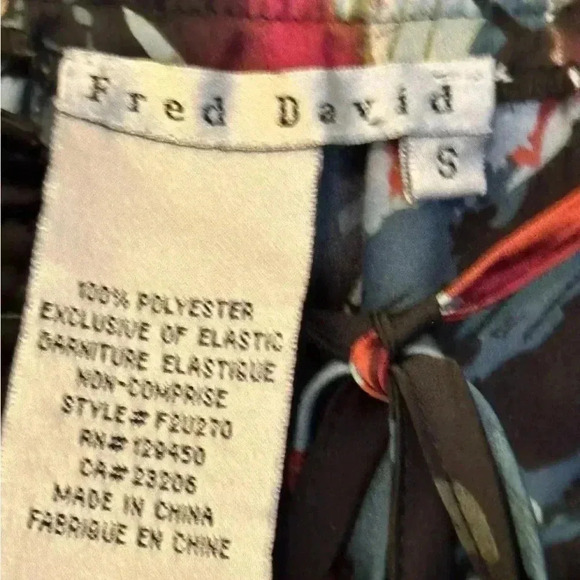 Fred David
S
100% POLYESTER
EXCLUSIVE OF ELASTIC
GARNITURE ELASTIQUE
NON-COMPRISE
STYLE# F2U270
RN# 129450
CA# 23206
MADE IN CHINA
FABRIQUE EN CHINE